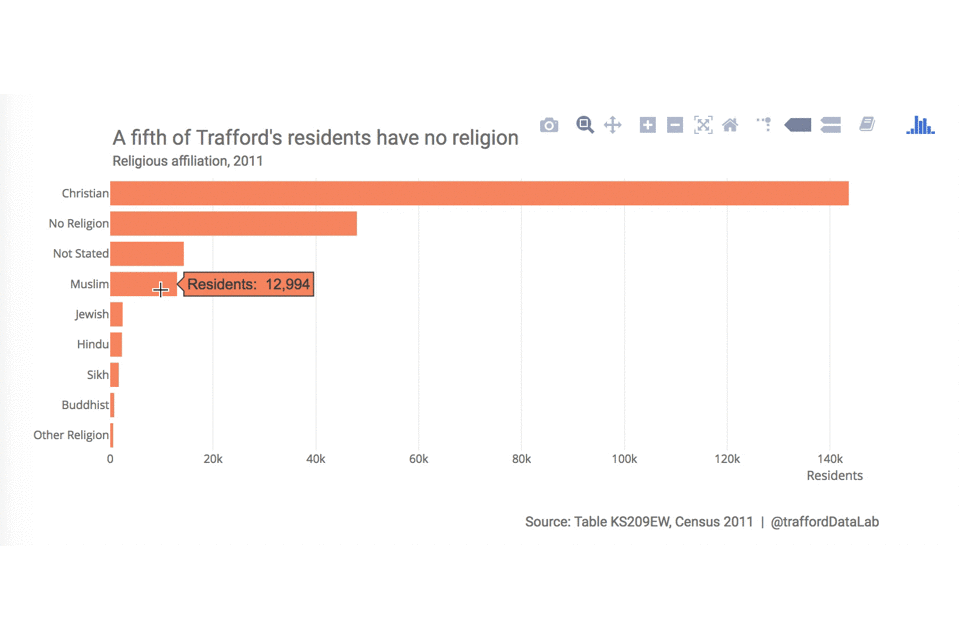 A fifth of Trafford's residents have no religion
Religious affiliation, 2011
Christian
No Religion
Not Stated
Muslim
Residents: 12,994
Jewish
Hindu
Sikh
Buddhist
Other Religion
0 20k 40k 60k 80k 100k 120k 140k
Residents
Source: Table KS209EW, Census 2011 | @traffordDataLab